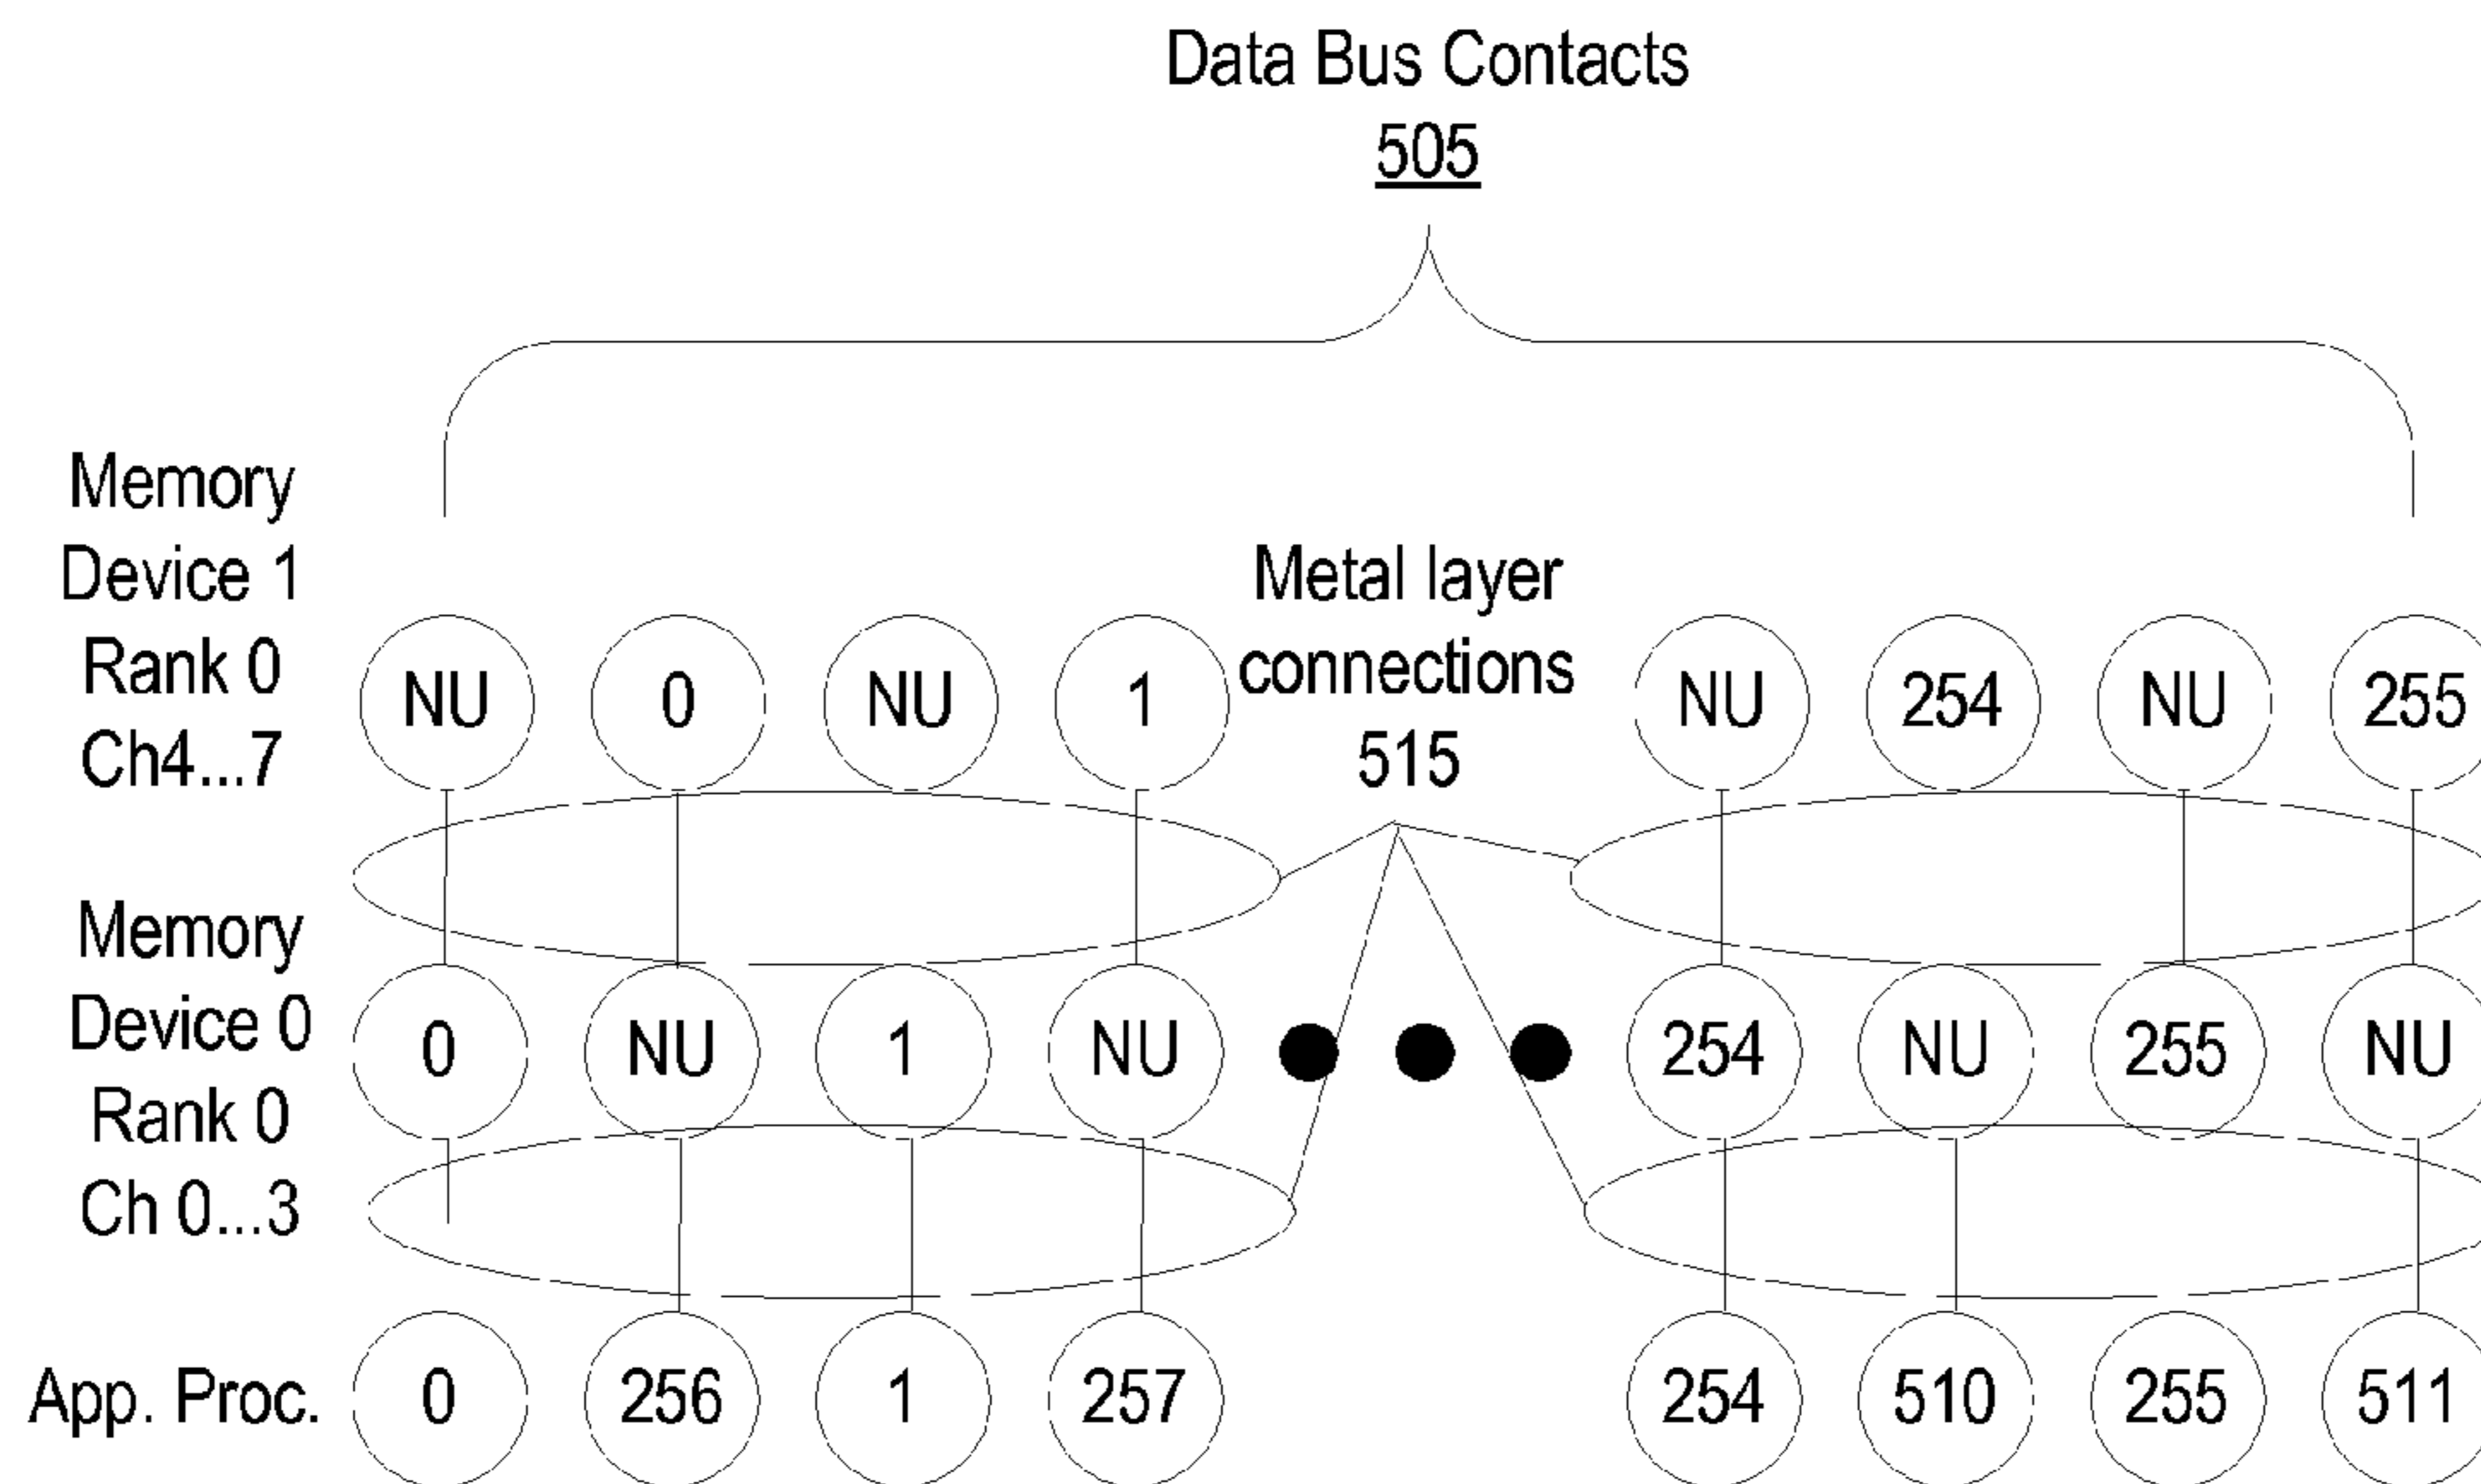 Data Bus Contacts
505
Memory
Device 1
Rank 0
Ch4...7
Metal layer
connections
515
NU 0 NU 1 NU 254 NU 255
Memory
Device 0
Rank 0
Ch 0...3
0 NU 1 NU 254 NU 255 NU
App. Proc. 0 256 1 257 254 510 255 511